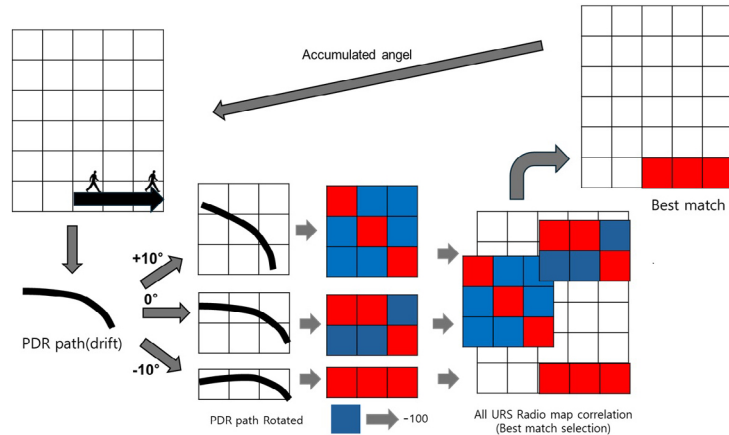 Accumulated angel
Best match
+10°
0°
-10°
PDR path(drift)
PDR path Rotated
-100
All URS Radio map correlation
(Best match selection)